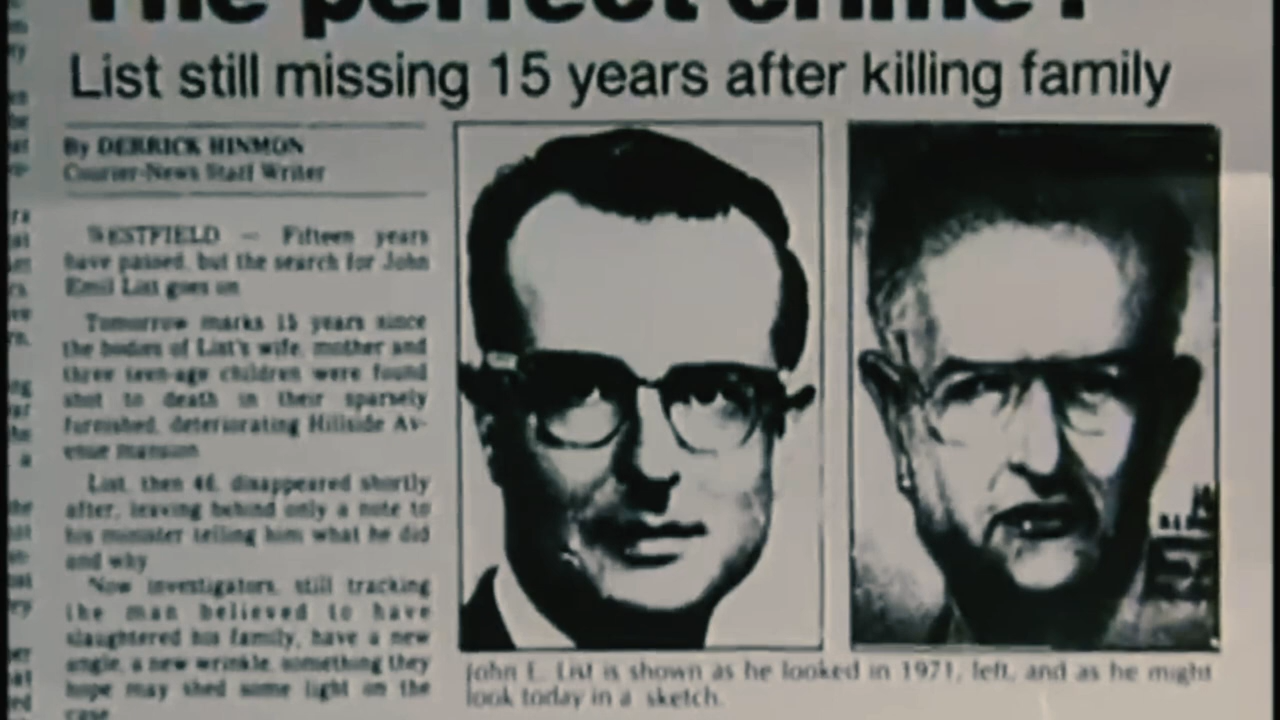 The perfect crime?
List still missing 15 years after killing family
By DERRICK HINMON
Courier-News Staff Writer
WESTFIELD — Fifteen years
have passed, but the search for John
Emil List goes on
Tomorrow marks 15 years since
the bodies of List's wife, mother and
three teen-age children were found
shot to death in their sparsely
furnished, deteriorating Hillside Av-
enue mansion
List, then 46, disappeared shortly
after, leaving behind only a note to
his minister telling him what he did
and why
Now investigators, still tracking
the man believed to have
slaughtered his family, have a new
angle, a new wrinkle, something they
hope may shed some light on the
case
John E. List is shown as he looked in 1971, left, and as he might
look today in a sketch.